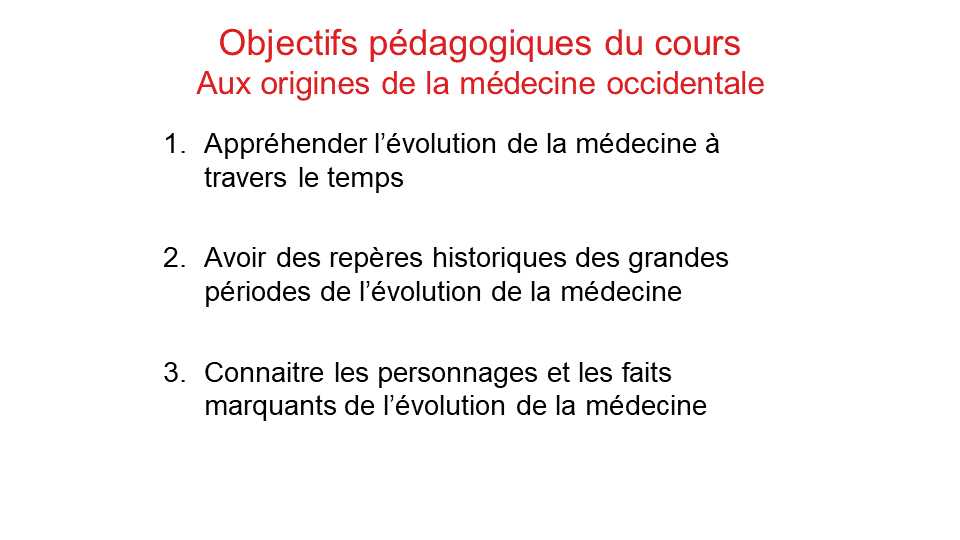 Objectifs pédagogiques du cours
Aux origines de la médecine occidentale
1. Appréhender l’évolution de la médecine à
travers le temps
2. Avoir des repères historiques des grandes
périodes de l’évolution de la médecine
3. Connaitre les personnages et les faits
marquants de l’évolution de la médecine